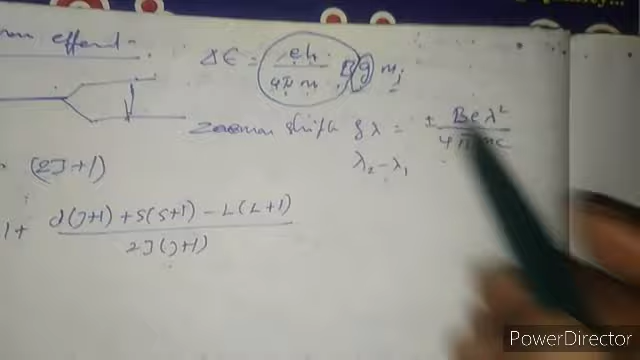 effect-
ΔE = eh/4πm Bg mj
Zeeman shift δλ = ± Beλ²/4πmc
λ₂-λ₁
(2J+1)
1+ J(J+1) + S(S+1) - L(L+1)/2J(J+1)
PowerDirector